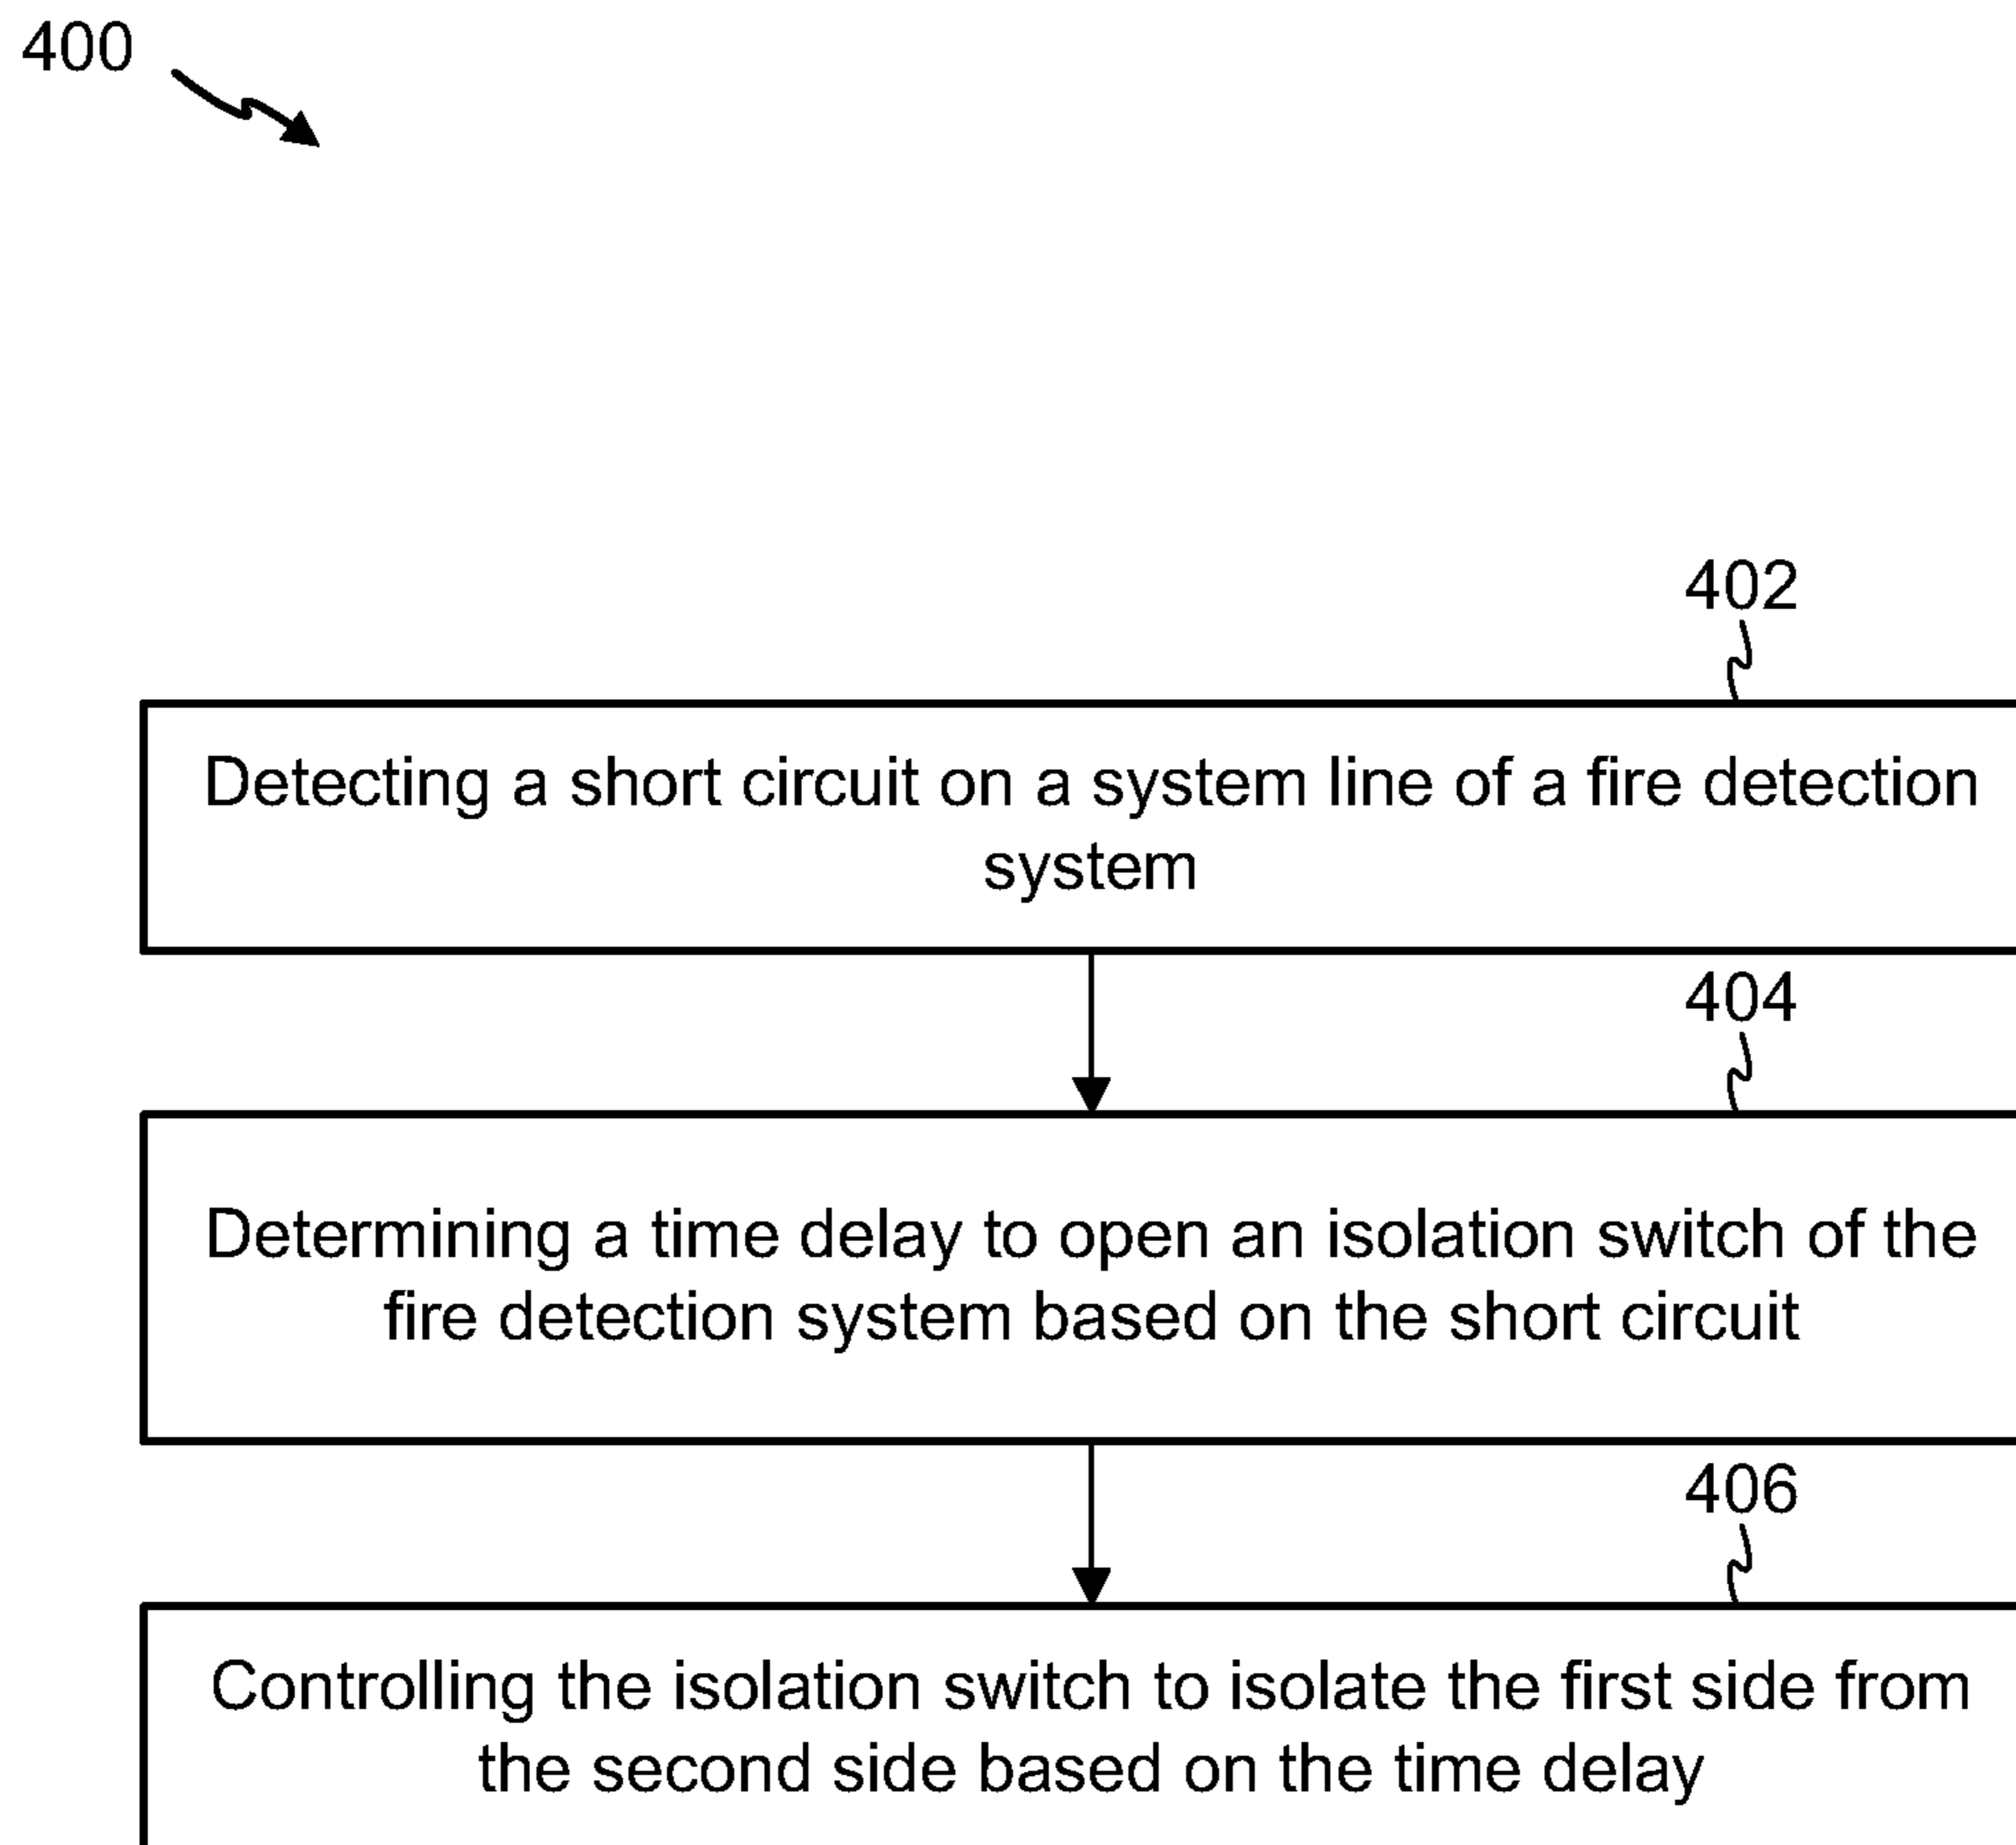 400
402
Detecting a short circuit on a system line of a fire detection
system
404
Determining a time delay to open an isolation switch of the
fire detection system based on the short circuit
406
Controlling the isolation switch to isolate the first side from
the second side based on the time delay